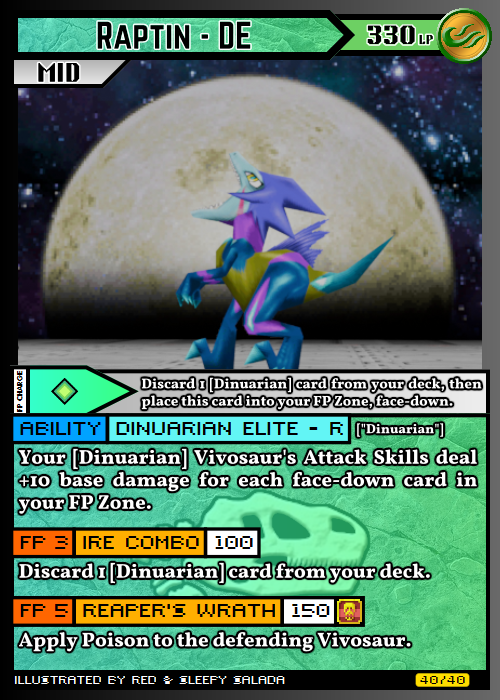 RAPTIN - DE
330 LP
MID
FP CHARGE
Discard 1 [Dinuarian] card from your deck, then
place this card into your FP Zone, face-down.
ABILITY DINUARIAN ELITE - R ["Dinuarian"]
Your [Dinuarian] Vivosaur's Attack Skills deal
+10 base damage for each face-down card in
your FP Zone.
FP 3 IRE COMBO 100
Discard 1 [Dinuarian] card from your deck.
FP 5 REAPER'S WRATH 150
Apply Poison to the defending Vivosaur.
ILLUSTRATED BY RED & SLEEPY SALADA
40/40